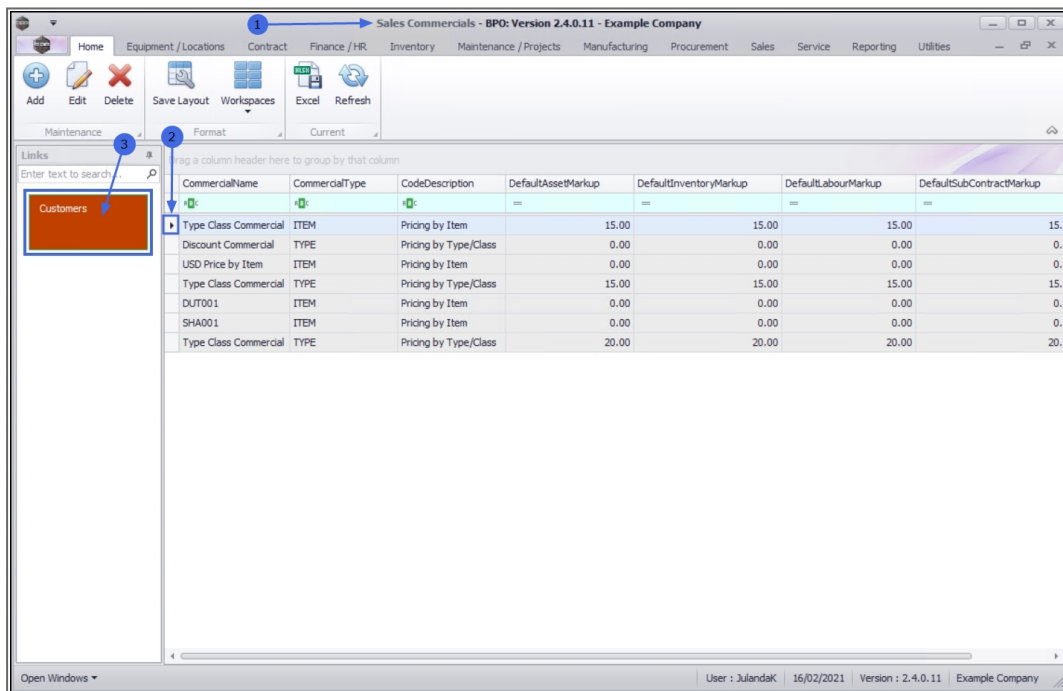 1
Sales Commercials - BPO: Version 2.4.0.11 - Example Company
Home Equipment / Locations Contract Finance / HR Inventory Maintenance / Projects Manufacturing Procurement Sales Service Reporting Utilities
Add Edit Delete Save Layout Workspaces Excel Refresh
Maintenance Format Current
3 2
Links
Drag a column header here to group by that column
Enter text to search...
CommercialName CommercialType CodeDescription DefaultAssetMarkup DefaultInventoryMarkup DefaultLabourMarkup DefaultSubContractMarkup
Customers
= = = =
Type Class Commercial ITEM Pricing by Item 15.00 15.00 15.00 15.
Discount Commercial TYPE Pricing by Type/Class 0.00 0.00 0.00 0.
USD Price by Item ITEM Pricing by Item 0.00 0.00 0.00 0.
Type Class Commercial TYPE Pricing by Type/Class 15.00 15.00 15.00 15.
DUT001 ITEM Pricing by Item 0.00 0.00 0.00 0.
SHA001 ITEM Pricing by Item 0.00 0.00 0.00 0.
Type Class Commercial TYPE Pricing by Type/Class 20.00 20.00 20.00 20.
Open Windows User : JulandaK 16/02/2021 Version : 2.4.0.11 Example Company